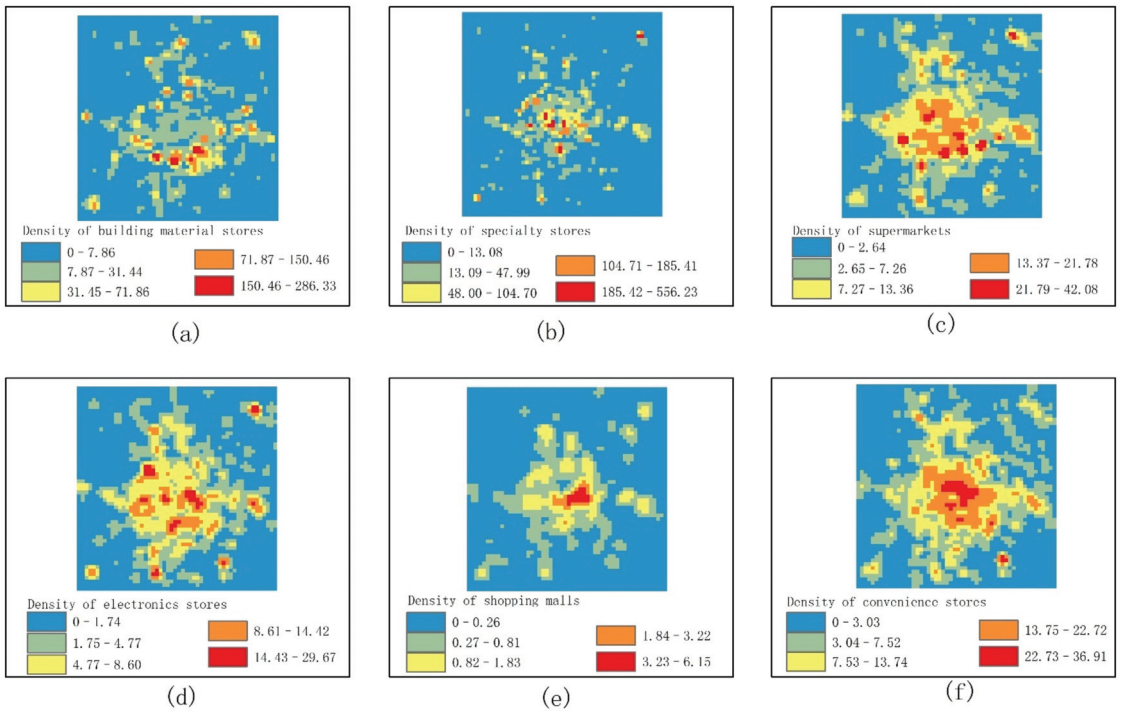 (a)
Density of building material stores
0 - 7.86
7.87 - 31.44
31.45 - 71.86
71.87 - 150.46
150.46 - 286.33
(b)
Density of specialty stores
0 - 13.08
13.09 - 47.99
48.00 - 104.70
104.71 - 185.41
185.42 - 556.23
(c)
Density of supermarkets
0 - 2.64
2.65 - 7.26
7.27 - 13.36
13.37 - 21.78
21.79 - 42.08
(d)
Density of electronics stores
0 - 1.74
1.75 - 4.77
4.77 - 8.60
8.61 - 14.42
14.43 - 29.67
(e)
Density of shopping malls
0 - 0.26
0.27 - 0.81
0.82 - 1.83
1.84 - 3.22
3.23 - 6.15
(f)
Density of convenience stores
0 - 3.03
3.04 - 7.52
7.53 - 13.74
13.75 - 22.72
22.73 - 36.91